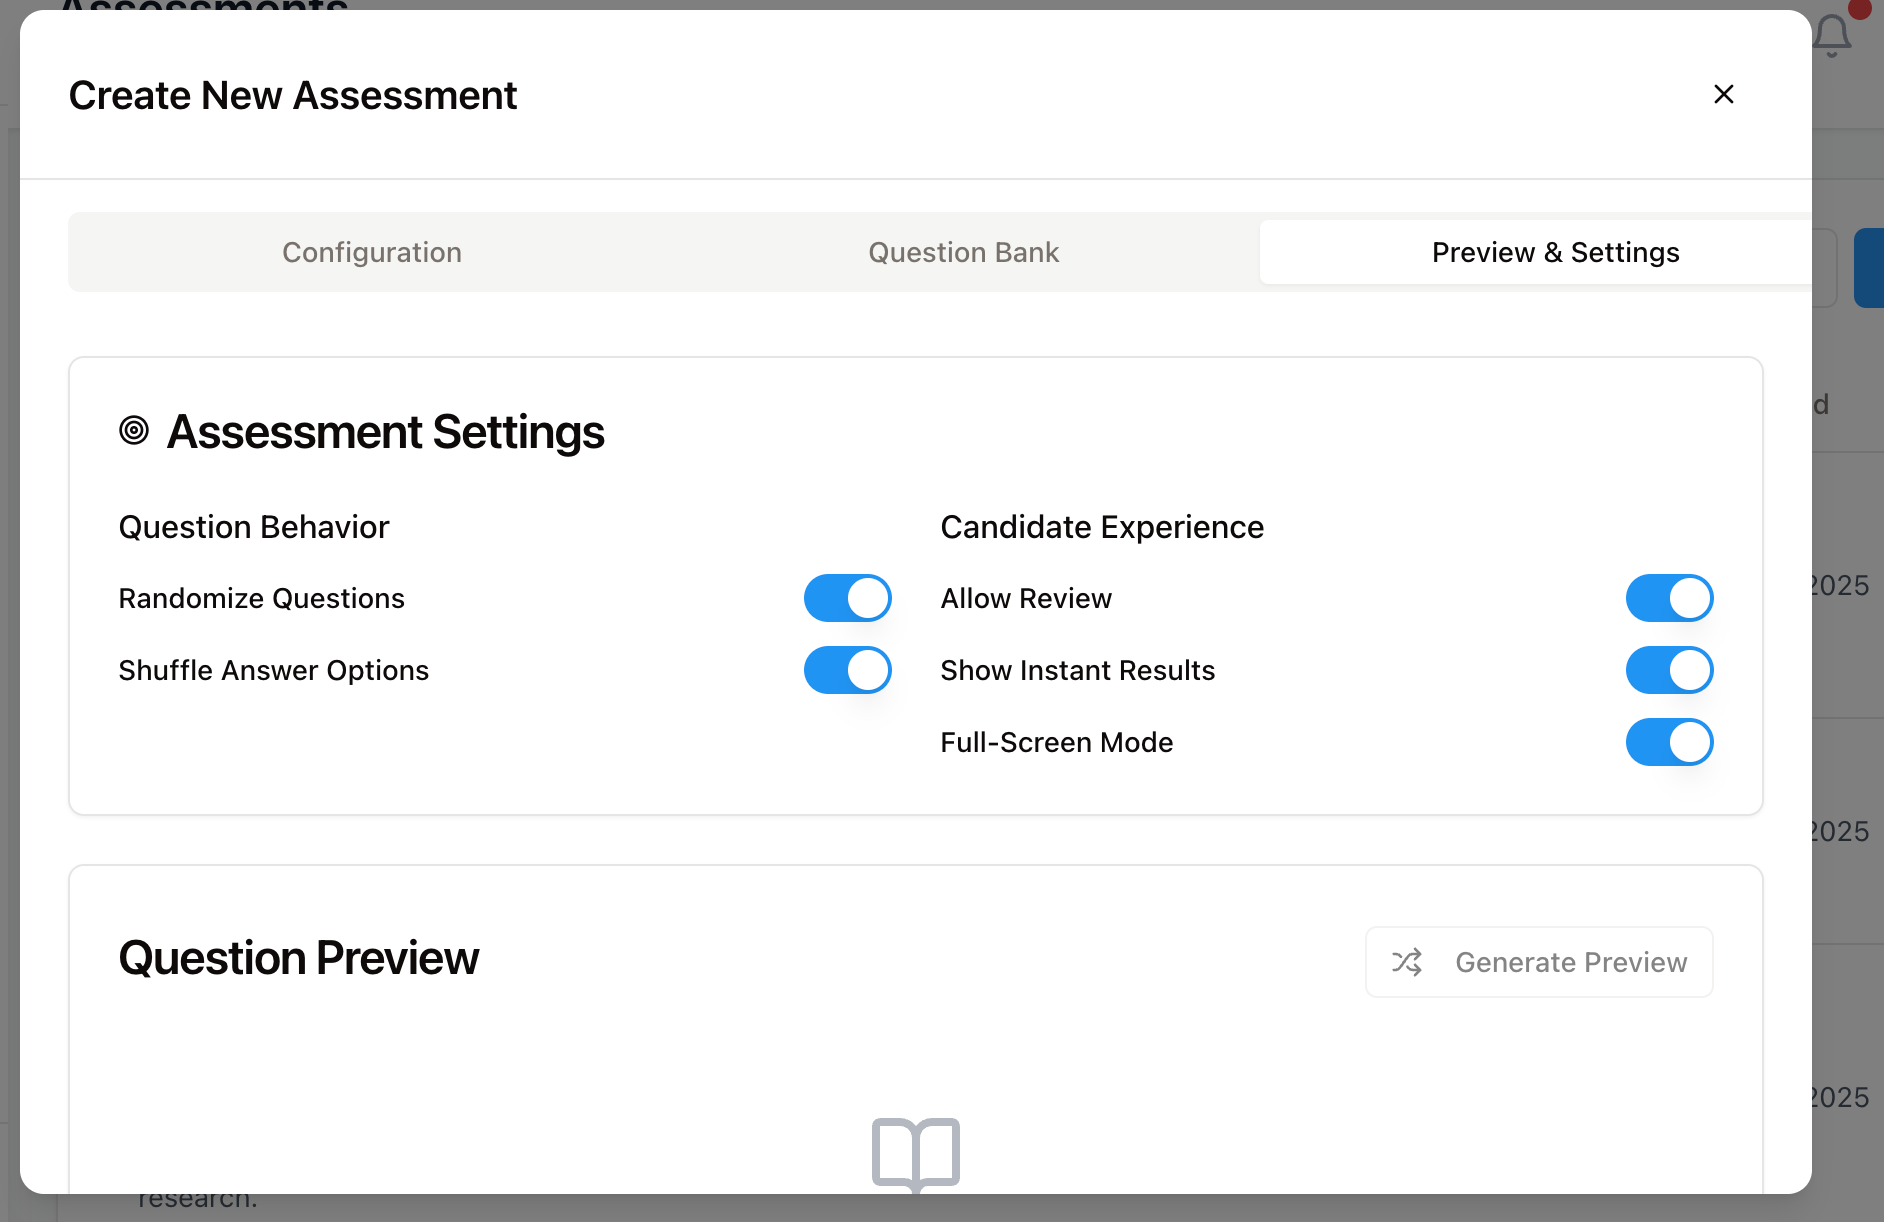 Assessments
Create New Assessment
Configuration
Question Bank
Preview & Settings
Assessment Settings
Question Behavior
Candidate Experience
Randomize Questions
Allow Review
Shuffle Answer Options
Show Instant Results
Full-Screen Mode
Question Preview
Generate Preview
d
2025
2025
2025
research.